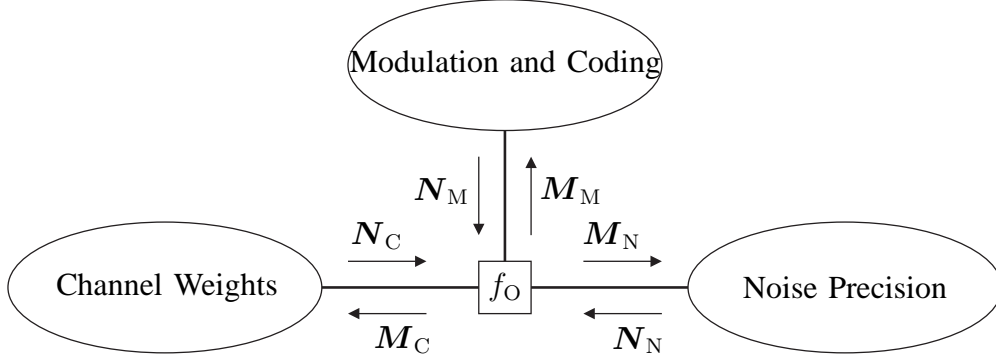 Modulation and Coding
N_M M_M
N_C M_N
Channel Weights f_O Noise Precision
M_C N_N